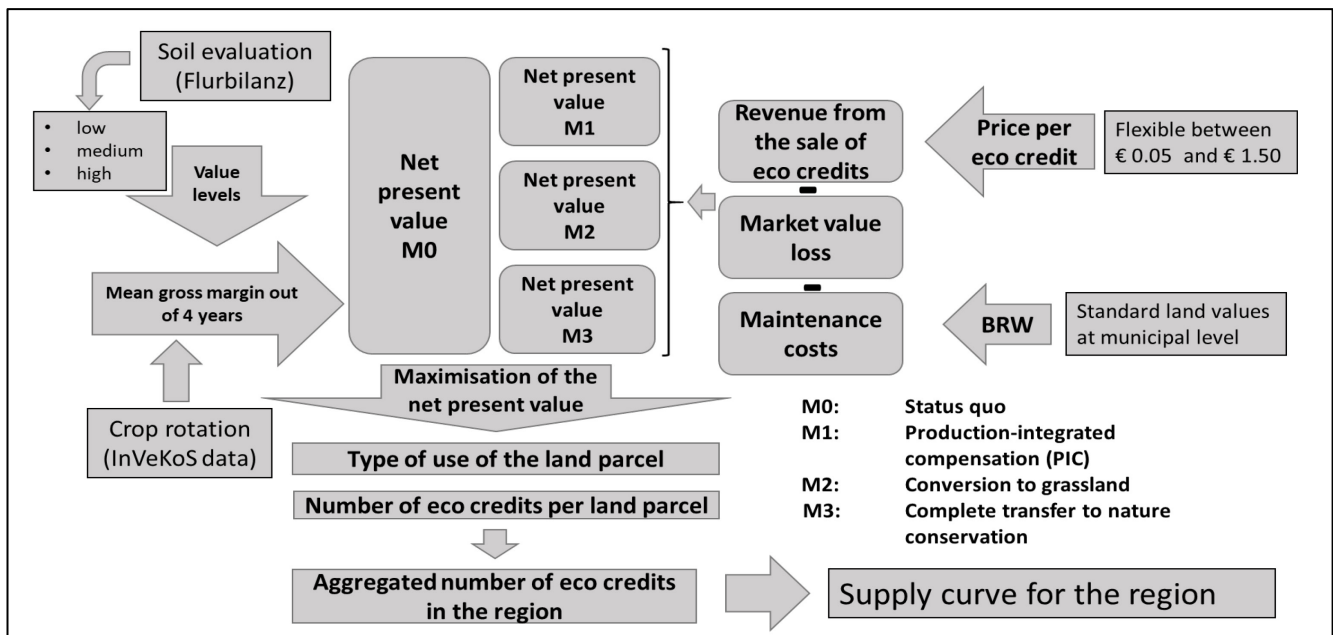 Soil evaluation
(Flurbilanz)
• low
• medium
• high
Value
levels
Mean gross margin out
of 4 years
Crop rotation
(InVeKoS data)
Net
present
value
M0
Net present
value
M1
Net present
value
M2
Net present
value
M3
Revenue from
the sale of
eco credits
-
Market value
loss
-
Maintenance
costs
Price per
eco credit
Flexible between
€ 0.05 and € 1.50
BRW
Standard land values
at municipal level
Maximisation of the
net present value
Type of use of the land parcel
Number of eco credits per land parcel
Aggregated number of eco credits
in the region
Supply curve for the region
M0: Status quo
M1: Production-integrated
compensation (PIC)
M2: Conversion to grassland
M3: Complete transfer to nature
conservation